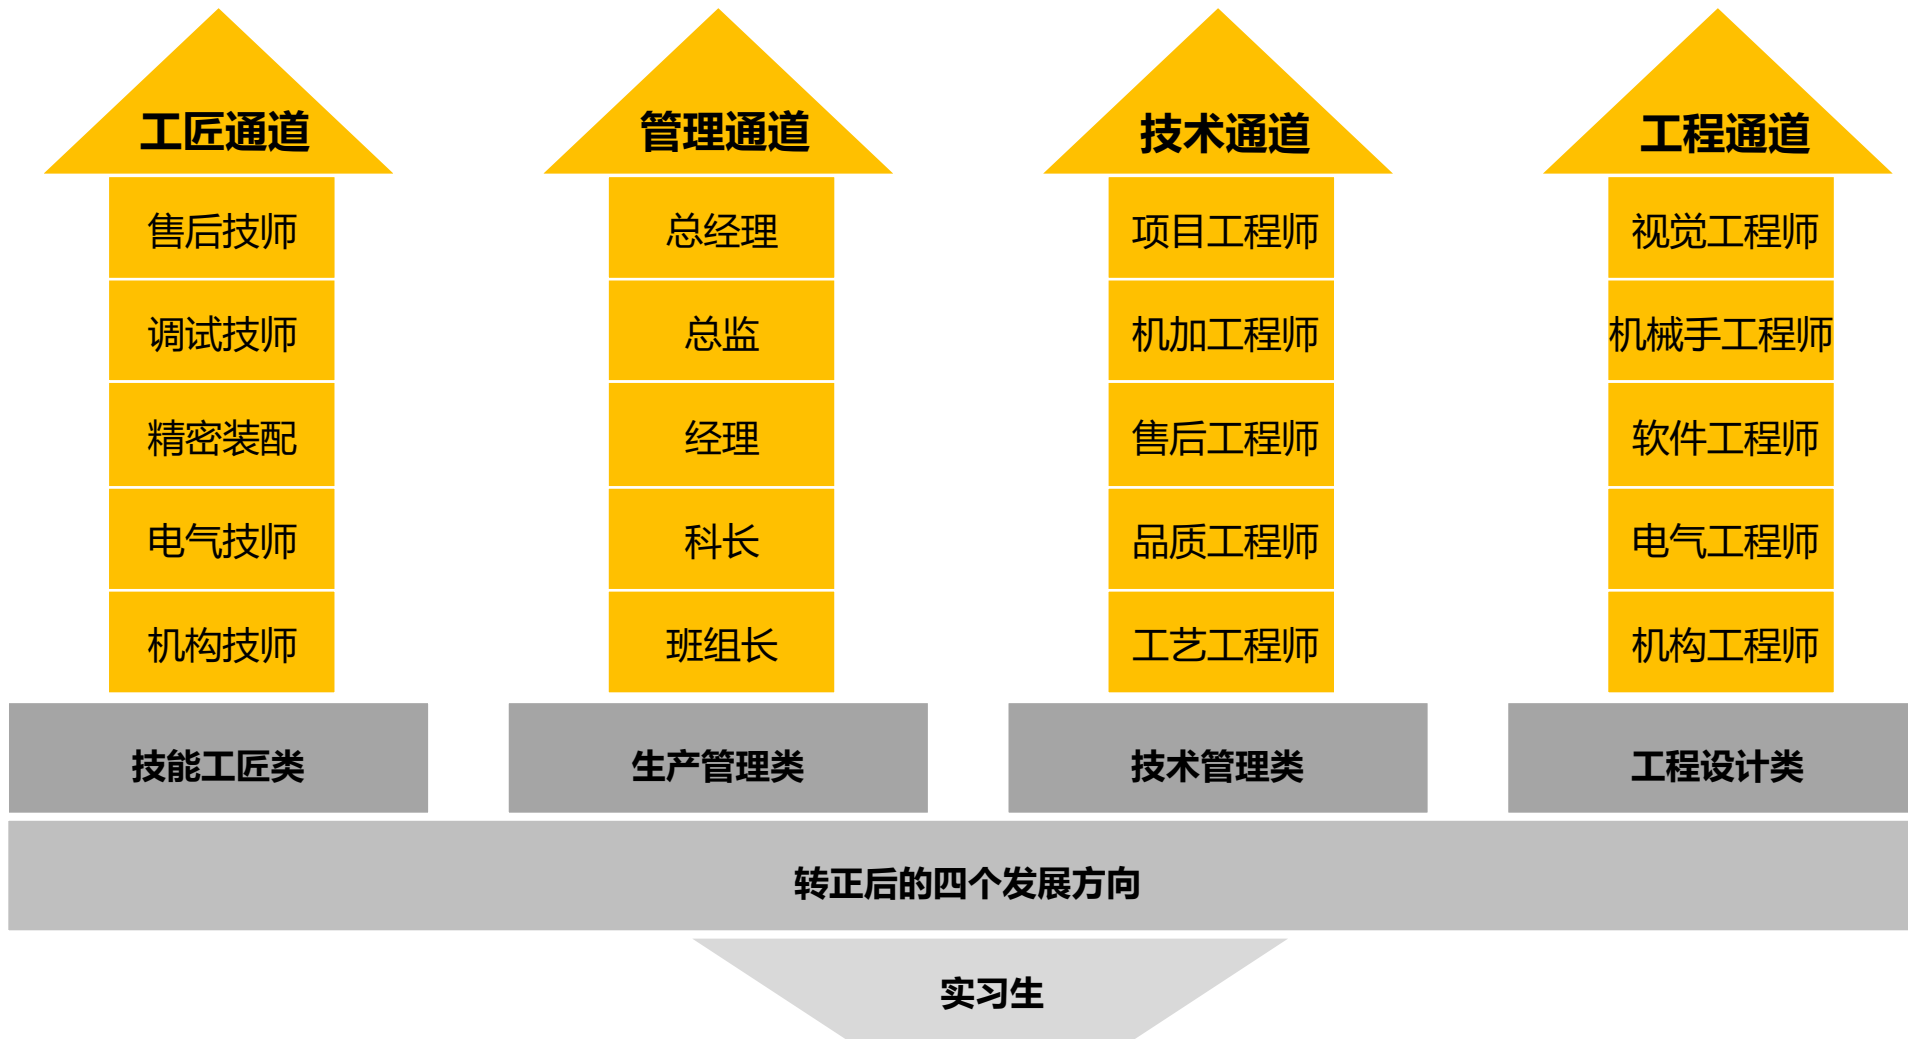 工匠通道
管理通道
技术通道
工程通道
售后技师
总经理
项目工程师
视觉工程师
调试技师
总监
机加工程师
机械手工程师
精密装配
经理
售后工程师
软件工程师
电气技师
科长
品质工程师
电气工程师
机构技师
班组长
工艺工程师
机构工程师
技能工匠类
生产管理类
技术管理类
工程设计类
转正后的四个发展方向
实习生